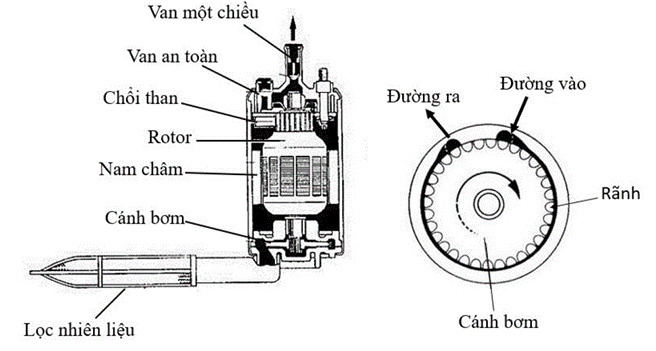 Van một chiều
Van an toàn
Chổi than
Rotor
Nam châm
Cánh bơm
Lọc nhiên liệu
Đường ra
Đường vào
Rãnh
Cánh bơm